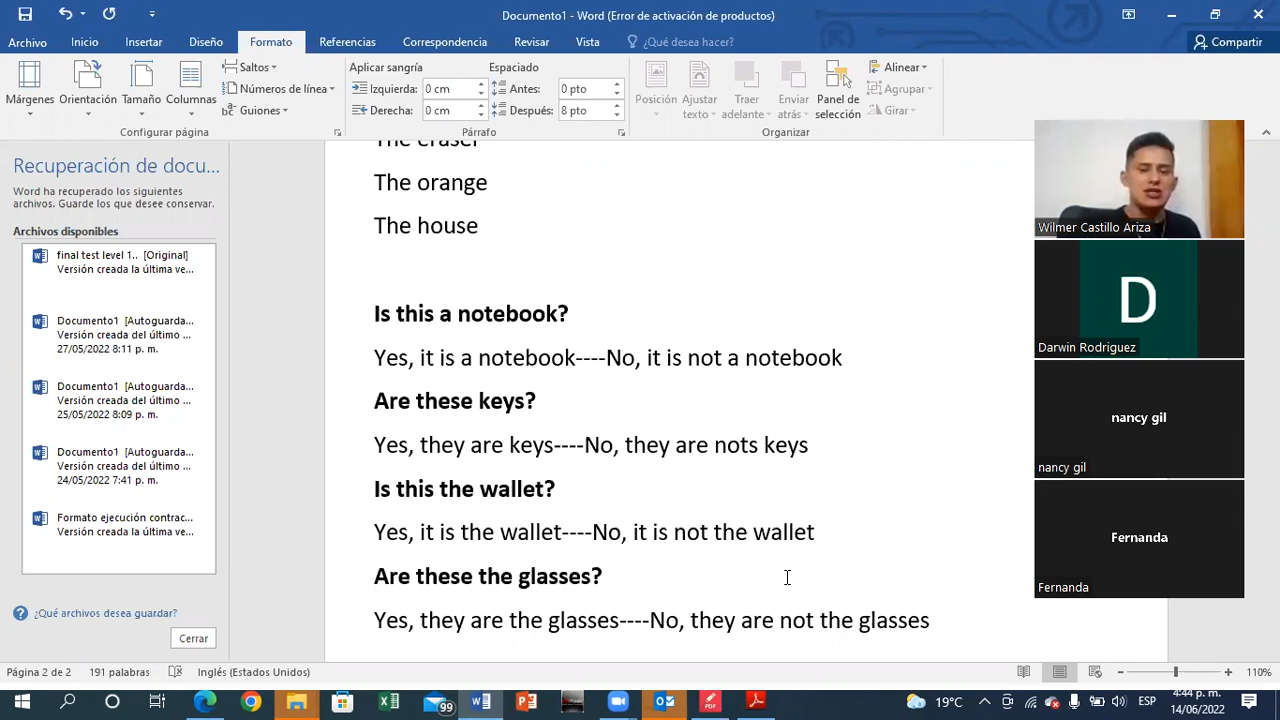 Documento1 - Word (Error de activación de productos)
Archivo Inicio Insertar Diseño Formato Referencias Correspondencia Revisar Vista ¿Qué desea hacer? Compartir
Márgenes Orientación Tamaño Columnas
Saltos
Números de línea
Guiones
Configurar página
Aplicar sangría Espaciado
Izquierda: 0 cm Antes: 0 pto
Derecha: 0 cm Después: 8 pto
Párrafo
Posición Ajustar texto Traer adelante Enviar atrás Panel de selección
Alinear
Agrupar
Girar
Organizar
Recuperación de docu...
Word ha recuperado los siguientes
archivos. Guarde los que desee conservar.
Archivos disponibles
final test level 1.. [Original]
Versión creada la última ve...
Documento1 [Autoguarda...
Versión creada del último ...
27/05/2022 8:11 p. m.
Documento1 [Autoguarda...
Versión creada del último ...
25/05/2022 8:09 p. m.
Documento1 [Autoguarda...
Versión creada del último ...
24/05/2022 7:41 p. m.
Formato ejecución contrac...
Versión creada la última ve...
¿Qué archivos desea guardar?
Cerrar
The eraser
The orange
The house
Is this a notebook?
Yes, it is a notebook----No, it is not a notebook
Are these keys?
Yes, they are keys----No, they are nots keys
Is this the wallet?
Yes, it is the wallet----No, it is not the wallet
Are these the glasses?
Yes, they are the glasses----No, they are not the glasses
Wilmer Castillo Ariza
D
Darwin Rodriguez
nancy gil
nancy gil
Fernanda
Fernanda
Página 2 de 2 191 palabras Inglés (Estados Unidos) 110%
99
19°C ESP
4:44 p. m.
14/06/2022